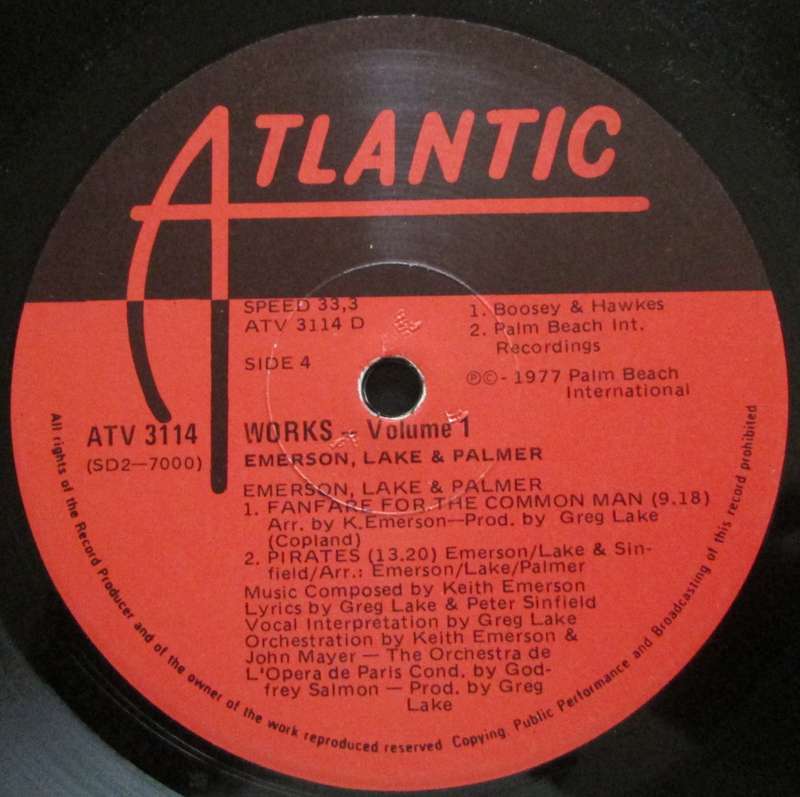 ATLANTIC
SPEED 33,3
ATV 3114 D
SIDE 4
1. Boosey & Hawkes
2. Palm Beach Int.
Recordings
Ⓟ©- 1977 Palm Beach
International
ATV 3114
(SD2-7000)
WORKS - Volume 1
EMERSON, LAKE & PALMER
EMERSON, LAKE & PALMER
1. FANFARE FOR THE COMMON MAN (9.18)
Arr. by K.Emerson—Prod. by Greg Lake
(Copland)
2. PIRATES (13.20) Emerson/Lake & Sin-
field/Arr.: Emerson/Lake/Palmer
Music Composed by Keith Emerson
Lyrics by Greg Lake & Peter Sinfield
Vocal Interpretation by Greg Lake
Orchestration by Keith Emerson &
John Mayer — The Orchestra de
L'Opera de Paris Cond. by God-
frey Salmon — Prod. by Greg
Lake
All rights of the Record Producer and of the owner of the work reproduced reserved Copying, Public Performance and Broadcasting of this record prohibited